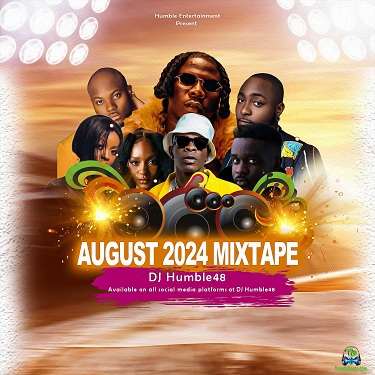 Humble Entertainment
Present
AUGUST 2024 MIXTAPE
DJ Humble48
Available on all social media platforms at DJ Humble48